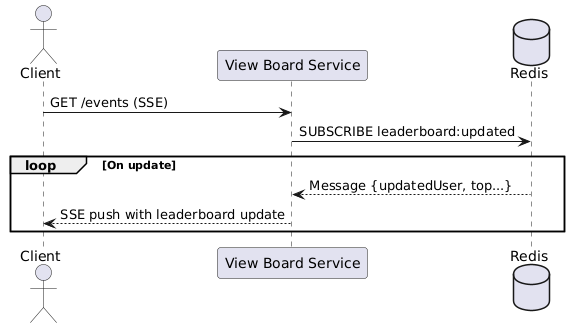 Client
View Board Service
Redis
GET /events (SSE)
SUBSCRIBE leaderboard:updated
loop [On update]
Message {updatedUser, top...}
SSE push with leaderboard update
Client
View Board Service
Redis